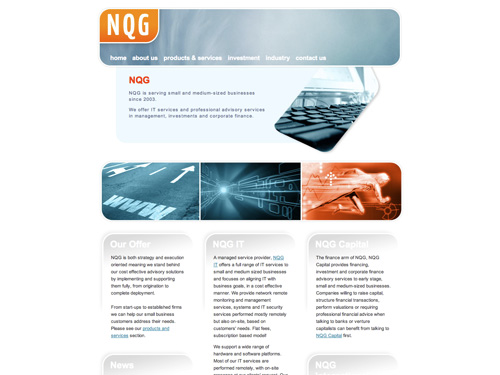 NQG
home about us products & services investment industry contact us
NQG
NQG is serving small and medium-sized businesses
since 2003.
We offer IT services and professional advisory services
in management, investments and corporate finance.
WWW
Our Offer
NQG is both strategy and execution
oriented meaning we stand behind
our cost effective advisory solutions
by implementing and supporting
them fully, from origination to
complete deployment.
From start-ups to established firms
we can help our small business
customers address their needs.
Please see our products and
services section.
News
NQG IT
A managed service provider, NQG
IT offers a full range of IT services to
small and medium sized businesses
and focuses on aligning IT with
business goals, in a cost effective
manner. We provide network remote
monitoring and management
services, systems and IT security
services performed mostly remotely
but also on-site, based on
customers' needs. Flat fees,
subscription based model!
We support a wide range of
hardware and software platforms.
Most of our IT services are
performed remotely, with on-site
NQG Capital
The finance arm of NQG, NQG
Capital provides financing,
investment and corporate finance
advisory services to early stage,
small and medium-sized businesses.
Companies willing to raise capital,
structure financial transactions,
perform valuations or requiring
professional financial advice when
talking to banks or venture
capitalists can benefit from talking to
NQG Capital first.
NQG